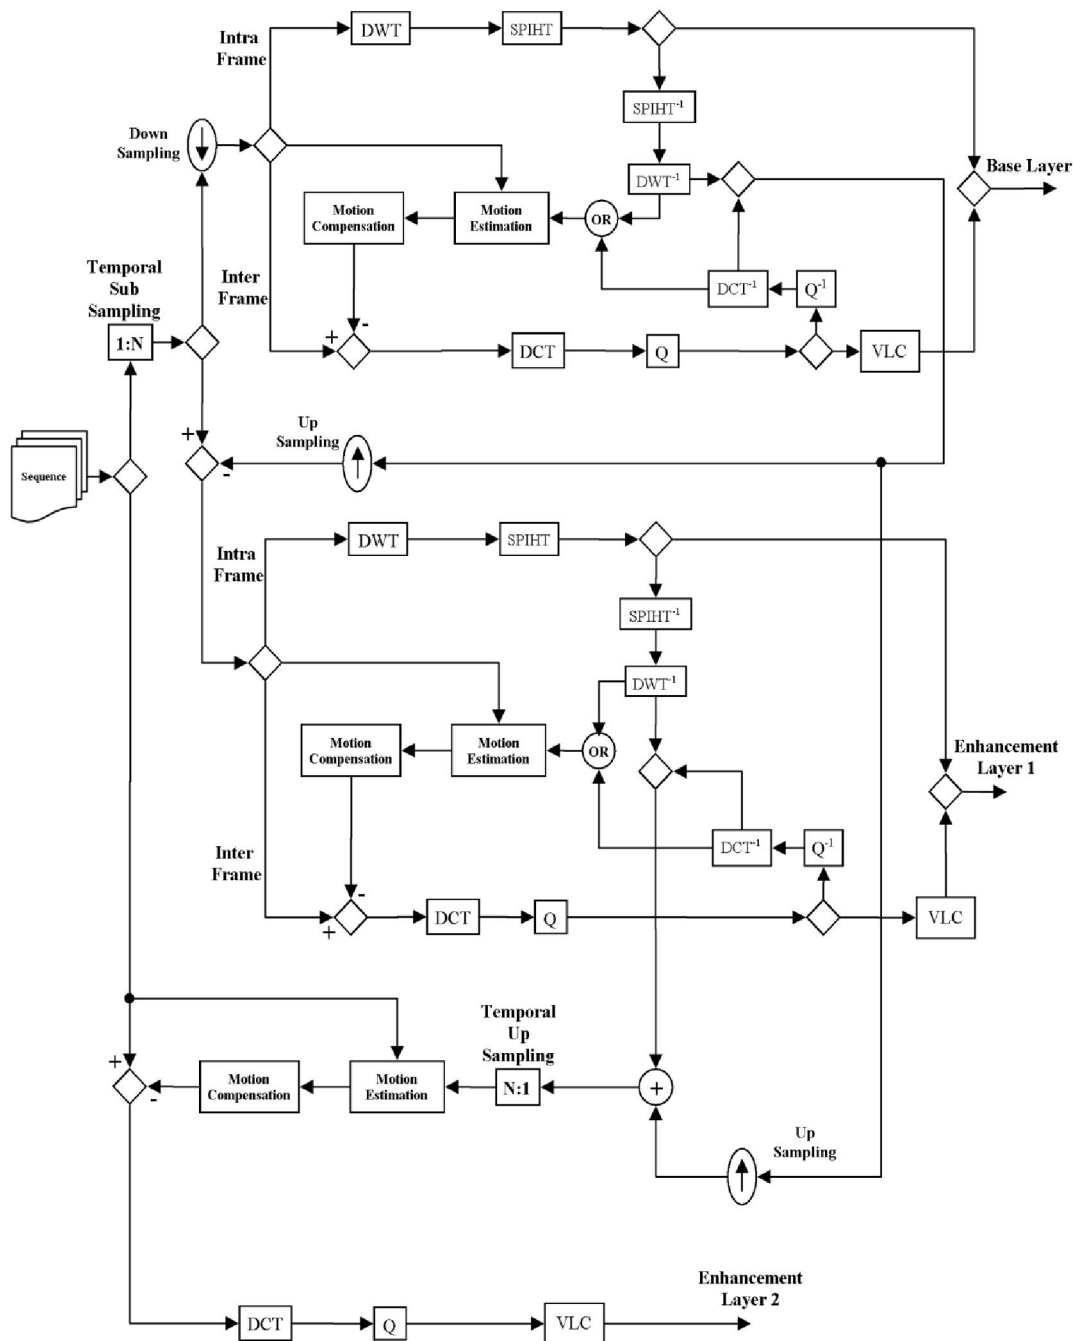 Intra
Frame
DWT
SPIHT
SPIHT-1
Down
Sampling
DWT-1
Base Layer
Motion
Compensation
Motion
Estimation
OR
Temporal
Sub
Sampling
Inter
Frame
DCT-1
Q-1
1:N
+
-
DCT
Q
VLC
Up
Sampling
+
-
Sequence
Intra
Frame
DWT
SPIHT
SPIHT-1
DWT-1
Motion
Compensation
Motion
Estimation
OR
Enhancement
Layer 1
Inter
Frame
DCT-1
Q-1
-
+
DCT
Q
VLC
Temporal
Up
Sampling
+
-
Motion
Compensation
Motion
Estimation
N:1
+
Up
Sampling
Enhancement
Layer 2
DCT
Q
VLC